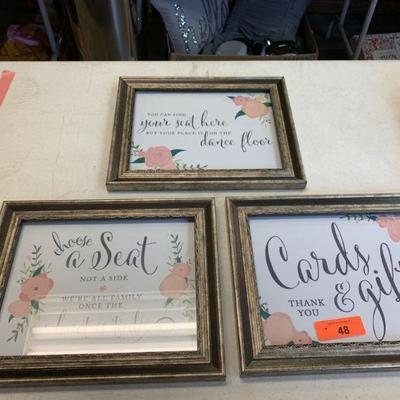 YOU CAN FIND
your seat here
BUT YOUR PLACE IS ON THE
dance floor
choose
a Seat
NOT A SIDE
WE'RE ALL FAMILY
ONCE THE
Cards
THANK
YOU
&
48